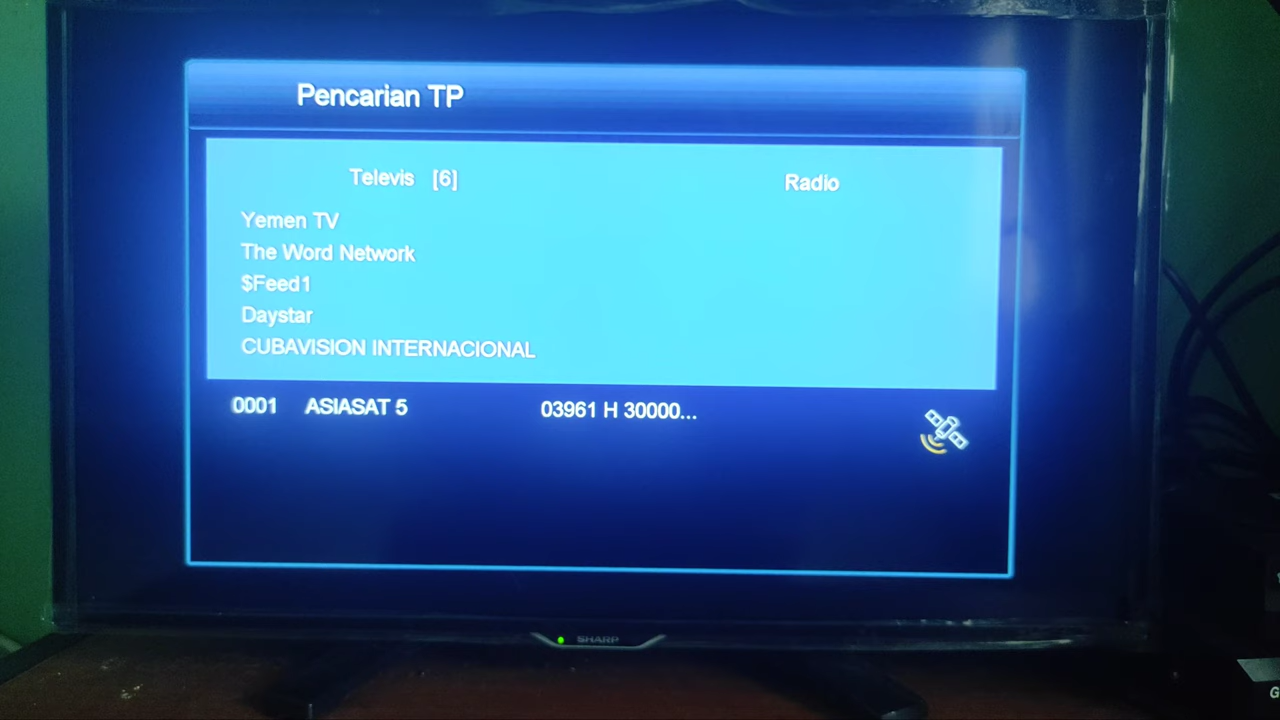 Pencarian TP
Televis [6]
Radio
Yemen TV
The Word Network
$Feed1
Daystar
CUBAVISION INTERNACIONAL
0001 ASIASAT 5 03961 H 30000...
SHARP
G